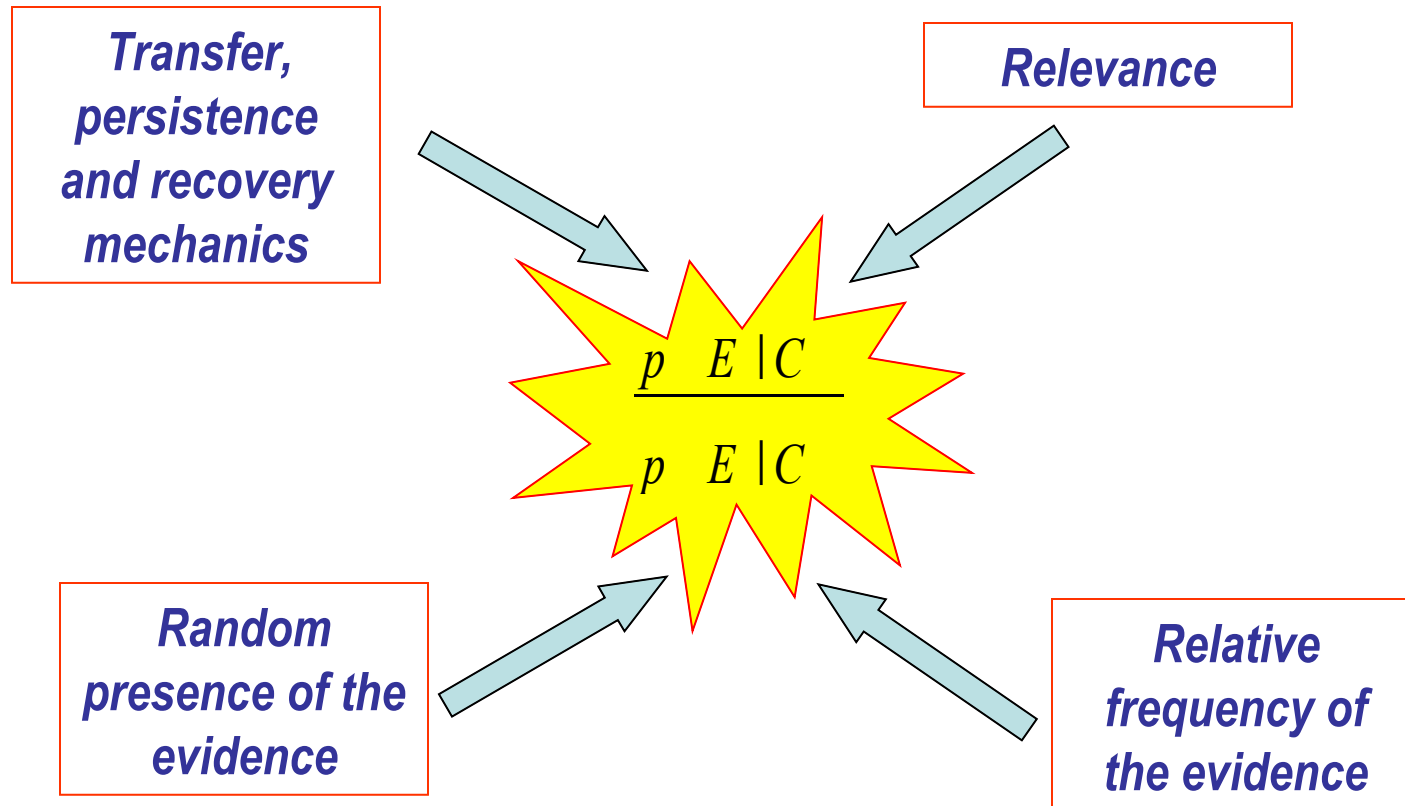 Transfer,
persistence
and recovery
mechanics
Relevance
p E | C
p E | C
Random
presence of the
evidence
Relative
frequency of
the evidence